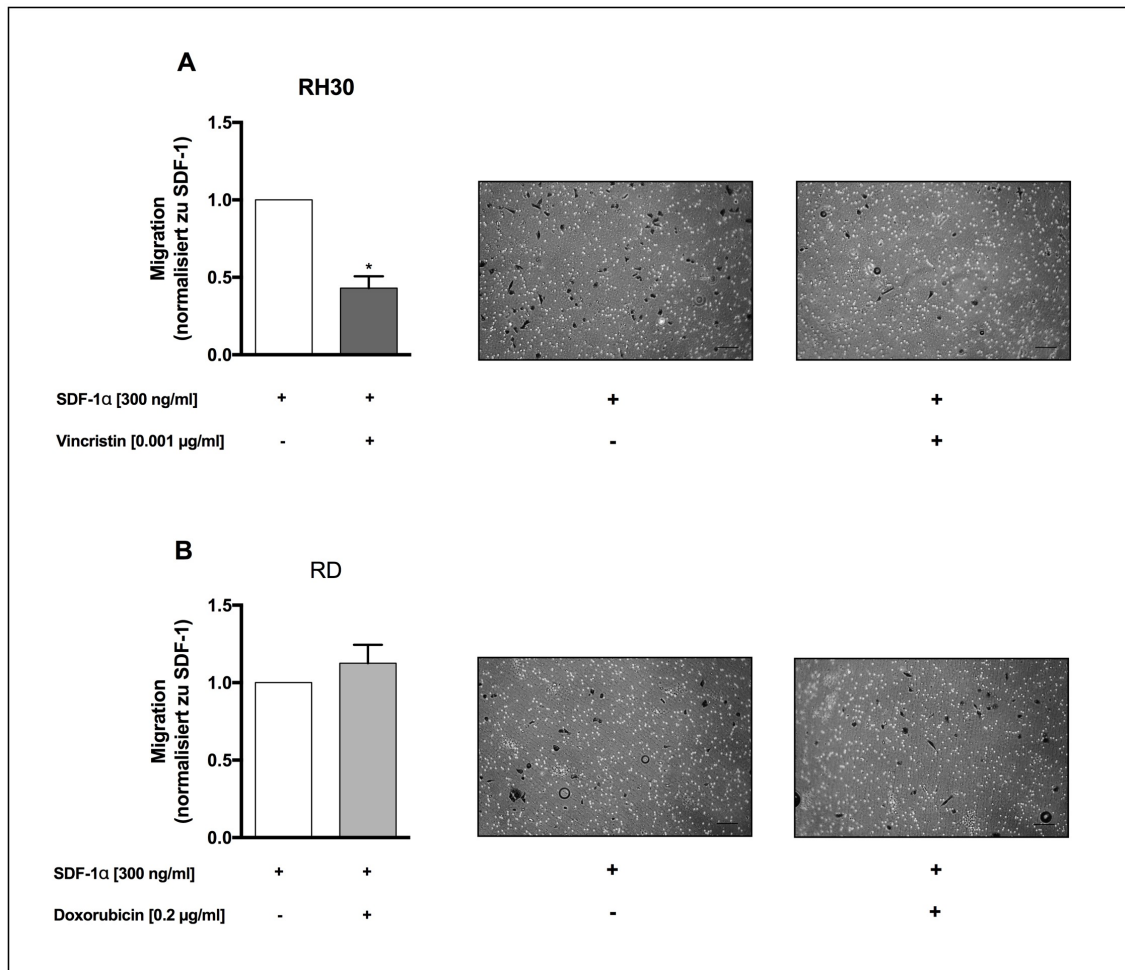 A
RH30
Migration
(normalisiert zu SDF-1)
1.5
1.0
0.5
0.0
*
SDF-1α [300 ng/ml] + + + +
Vincristin [0.001 µg/ml] - + - +
B
RD
Migration
(normalisiert zu SDF-1)
1.5
1.0
0.5
0.0
SDF-1α [300 ng/ml] + + + +
Doxorubicin [0.2 µg/ml] - + - +